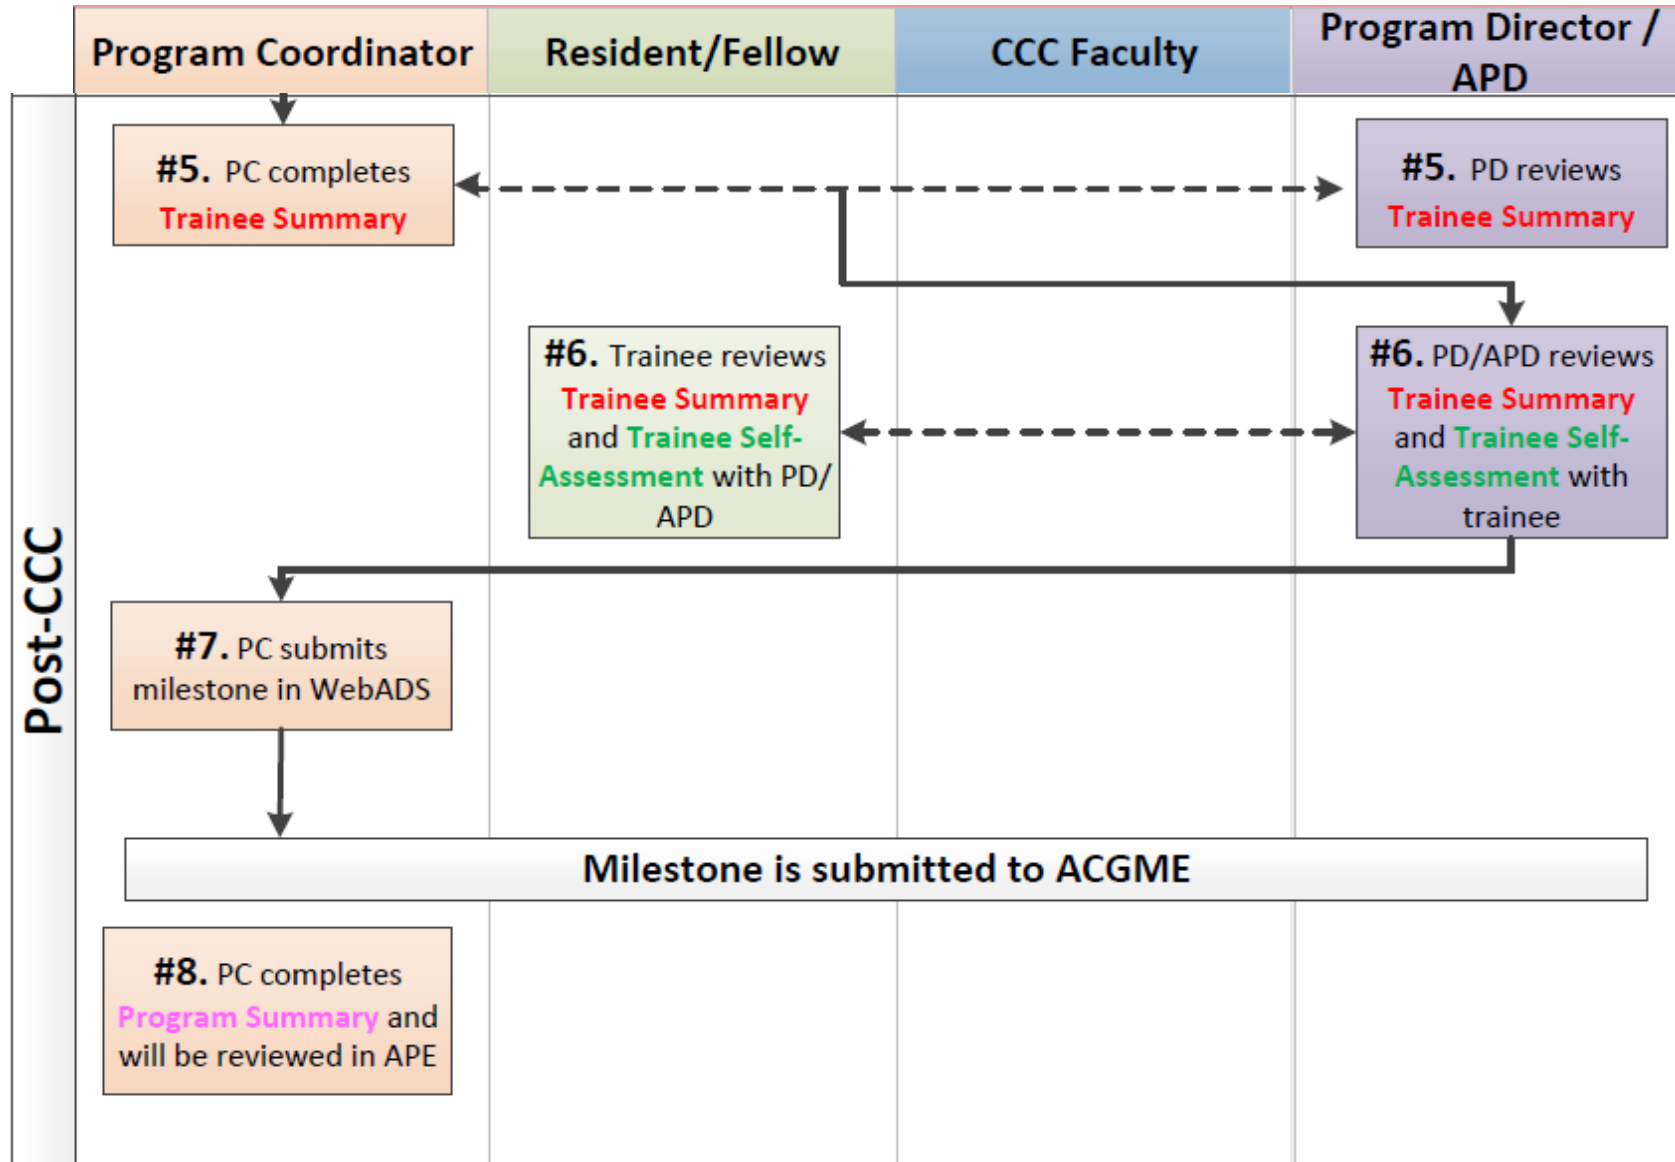 Program Coordinator
Resident/Fellow
CCC Faculty
Program Director /
APD
Post-CCC
#5. PC completes
Trainee Summary
#5. PD reviews
Trainee Summary
#6. Trainee reviews
Trainee Summary
and Trainee Self-
Assessment with PD/
APD
#6. PD/APD reviews
Trainee Summary
and Trainee Self-
Assessment with
trainee
#7. PC submits
milestone in WebADS
Milestone is submitted to ACGME
#8. PC completes
Program Summary and
will be reviewed in APE